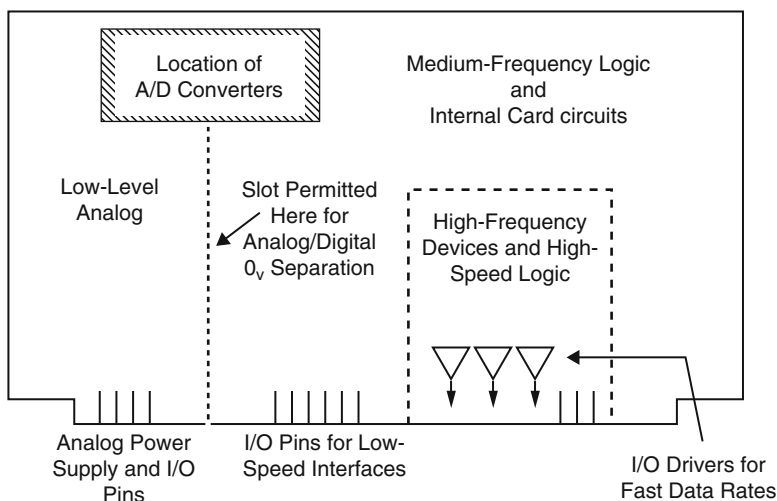 Location of
A/D Converters
Medium-Frequency Logic
and
Internal Card circuits
Low-Level
Analog
Slot Permitted
Here for
Analog/Digital
0v Separation
High-Frequency
Devices and High-
Speed Logic
Analog Power
Supply and I/O
Pins
I/O Pins for Low-
Speed Interfaces
I/O Drivers for
Fast Data Rates